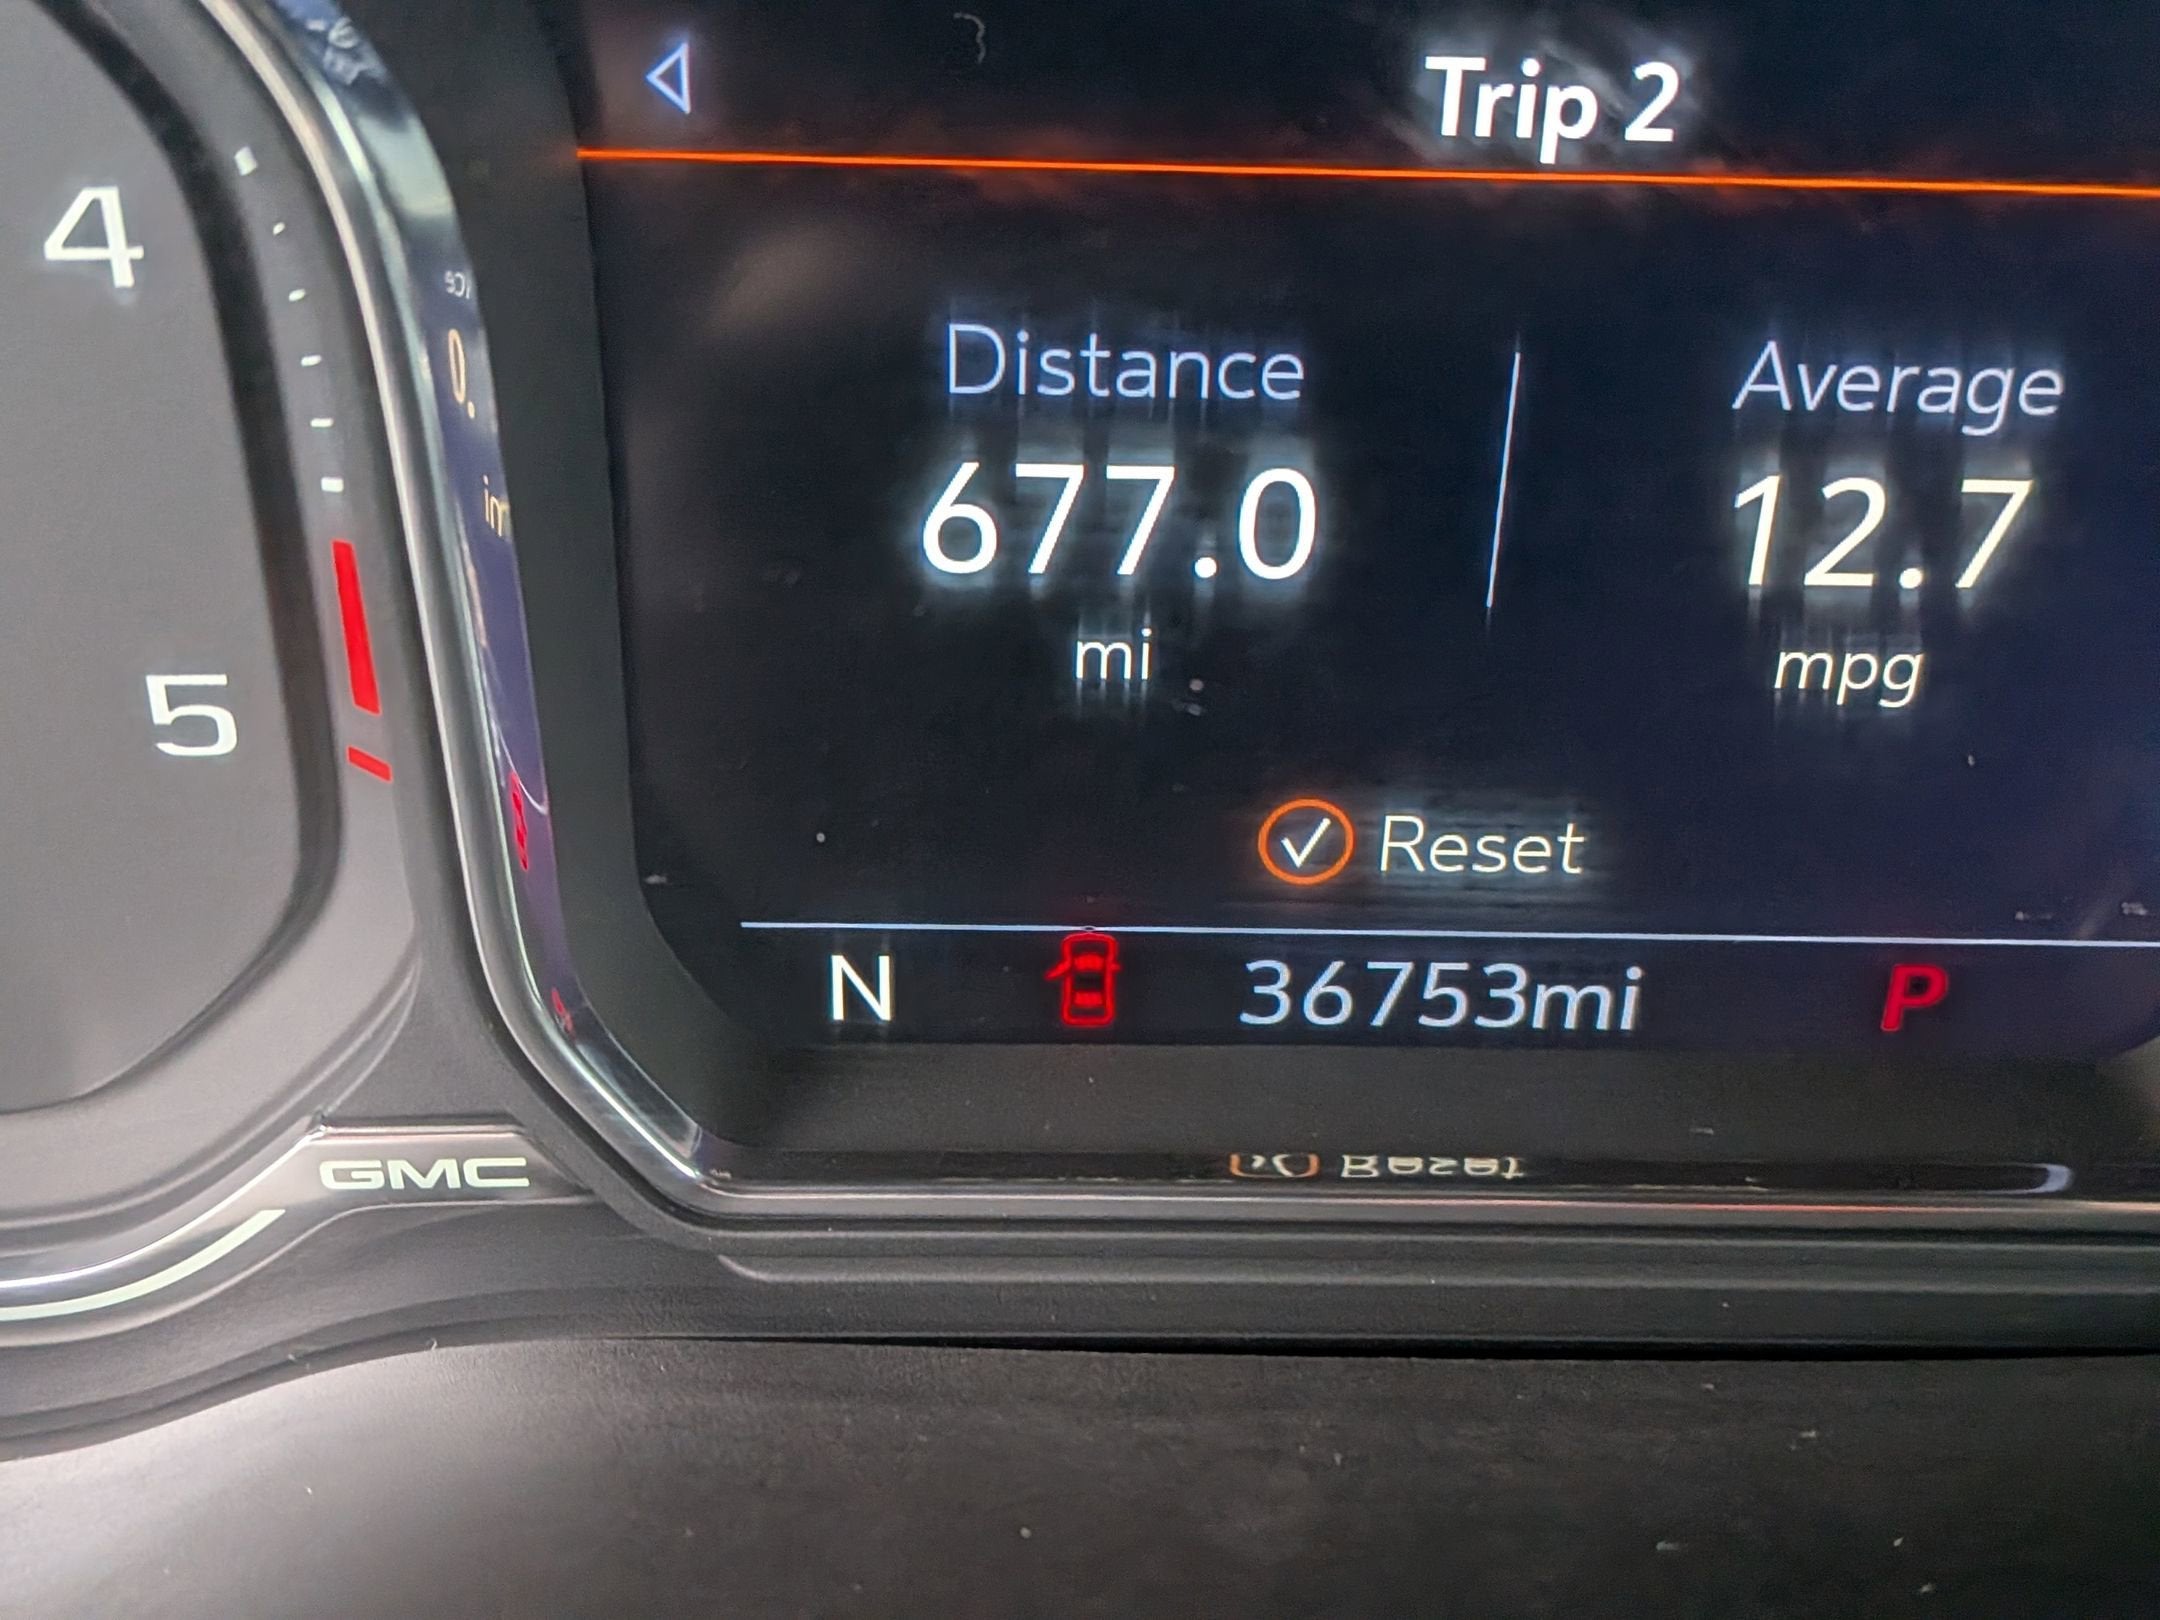 Trip 2
4
Distance
Average
677.0
12.7
mi
mpg
5
Reset
N
36753mi
P
GMC